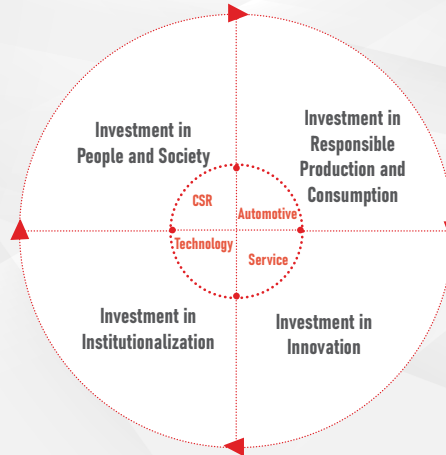 Investment in
People and Society
Investment in
Responsible
Production and
Consumption
CSR
Automotive
Technology
Service
Investment in
Institutionalization
Investment in
Innovation